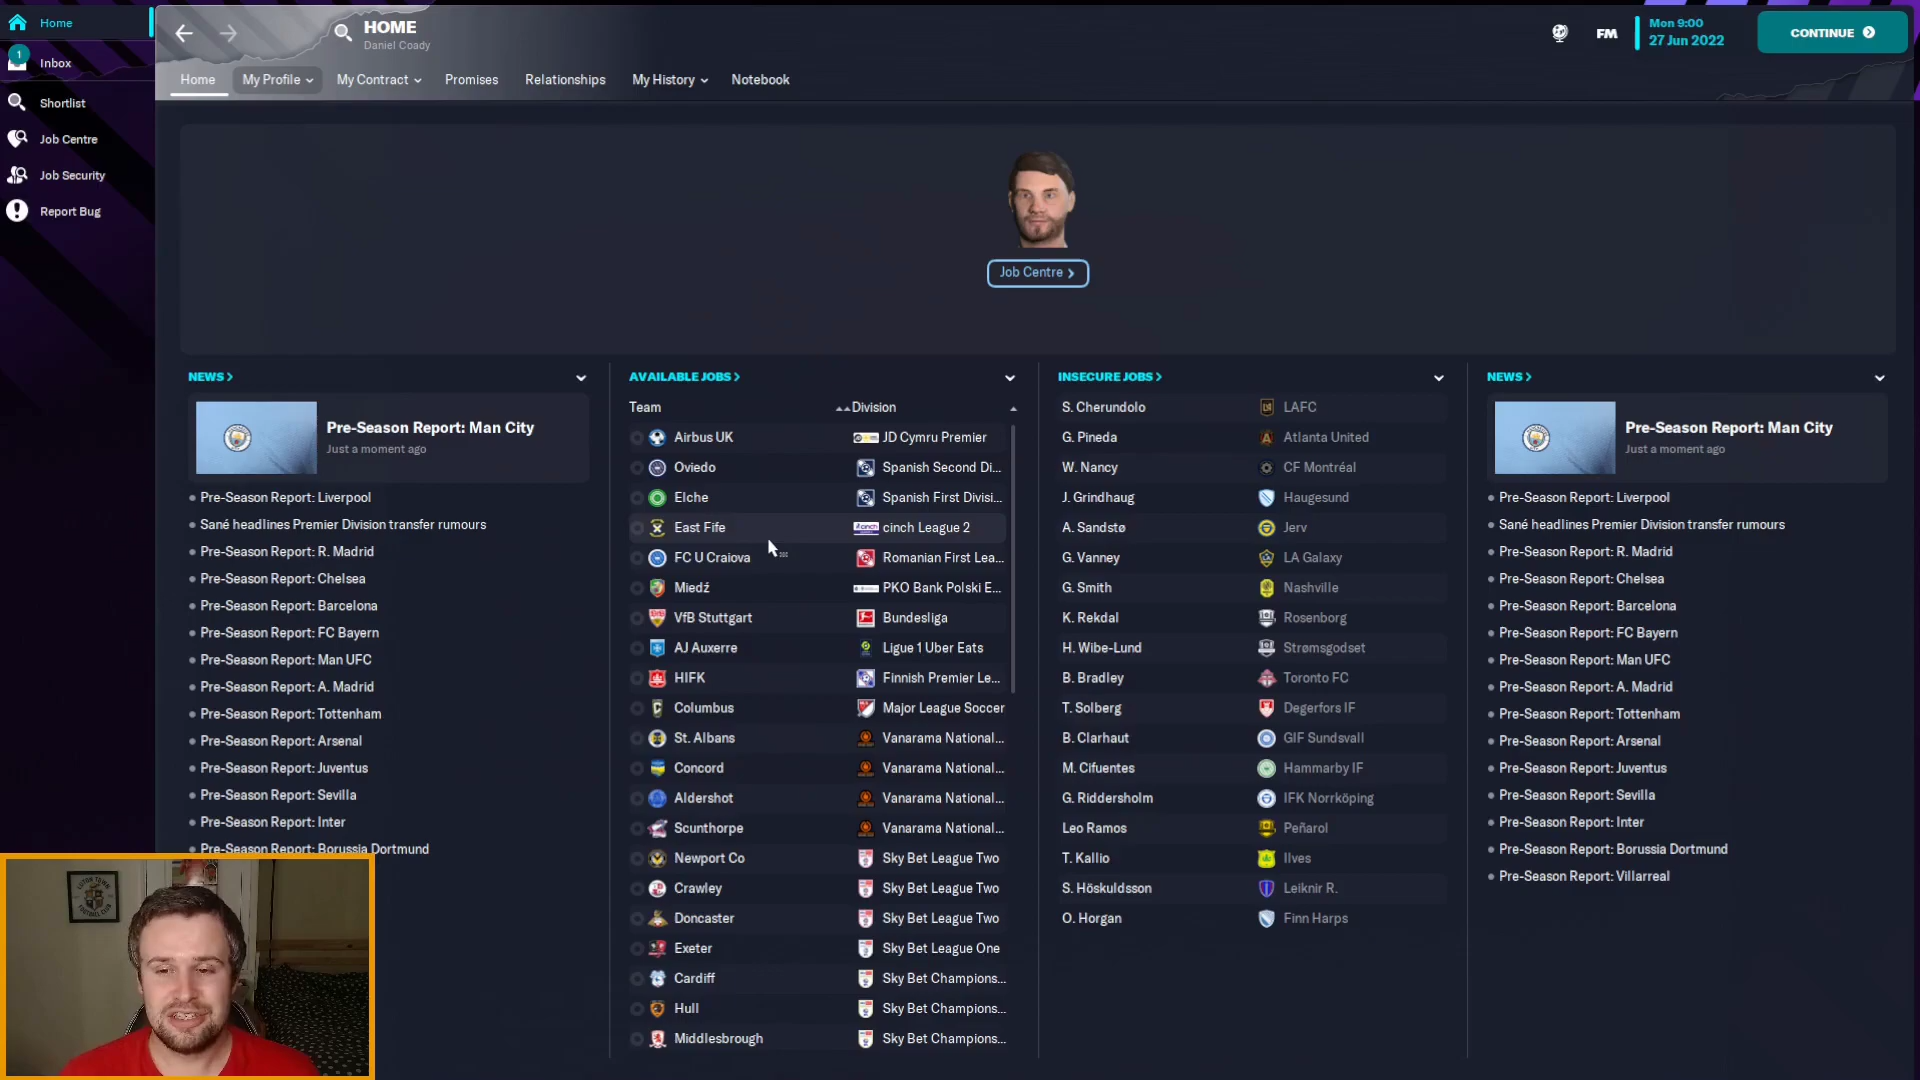 Home
Inbox
1
Shortlist
Job Centre
Job Security
Report Bug
HOME
Daniel Coady
FM
Mon 9:00
27 Jun 2022
CONTINUE
Home
My Profile
My Contract
Promises
Relationships
My History
Notebook
Job Centre >
NEWS >
Pre-Season Report: Man City
Just a moment ago
Pre-Season Report: Liverpool
Sané headlines Premier Division transfer rumours
Pre-Season Report: R. Madrid
Pre-Season Report: Chelsea
Pre-Season Report: Barcelona
Pre-Season Report: FC Bayern
Pre-Season Report: Man UFC
Pre-Season Report: A. Madrid
Pre-Season Report: Tottenham
Pre-Season Report: Arsenal
Pre-Season Report: Juventus
Pre-Season Report: Sevilla
Pre-Season Report: Inter
Pre-Season Report: Borussia Dortmund
AVAILABLE JOBS >
Team Division
Airbus UK JD Cymru Premier
Oviedo Spanish Second Di...
Elche Spanish First Divisi...
East Fife cinch League 2
FC U Craiova Romanian First Lea...
Miedź PKO Bank Polski E...
VfB Stuttgart Bundesliga
AJ Auxerre Ligue 1 Uber Eats
HIFK Finnish Premier Le...
Columbus Major League Soccer
St. Albans Vanarama National...
Concord Vanarama National...
Aldershot Vanarama National...
Scunthorpe Vanarama National...
Newport Co Sky Bet League Two
Crawley Sky Bet League Two
Doncaster Sky Bet League Two
Exeter Sky Bet League One
Cardiff Sky Bet Champions...
Hull Sky Bet Champions...
Middlesbrough Sky Bet Champions...
INSECURE JOBS >
S. Cherundolo LAFC
G. Pineda Atlanta United
W. Nancy CF Montréal
J. Grindhaug Haugesund
A. Sandstø Jerv
G. Vanney LA Galaxy
G. Smith Nashville
K. Rekdal Rosenborg
H. Wibe-Lund Strømsgodset
B. Bradley Toronto FC
T. Solberg Degerfors IF
B. Clarhaut GIF Sundsvall
M. Cifuentes Hammarby IF
G. Riddersholm IFK Norrköping
Leo Ramos Peñarol
T. Kallio Ilves
S. Höskuldsson Leiknir R.
O. Horgan Finn Harps
NEWS >
Pre-Season Report: Man City
Just a moment ago
Pre-Season Report: Liverpool
Sané headlines Premier Division transfer rumours
Pre-Season Report: R. Madrid
Pre-Season Report: Chelsea
Pre-Season Report: Barcelona
Pre-Season Report: FC Bayern
Pre-Season Report: Man UFC
Pre-Season Report: A. Madrid
Pre-Season Report: Tottenham
Pre-Season Report: Arsenal
Pre-Season Report: Juventus
Pre-Season Report: Sevilla
Pre-Season Report: Inter
Pre-Season Report: Borussia Dortmund
Pre-Season Report: Villarreal